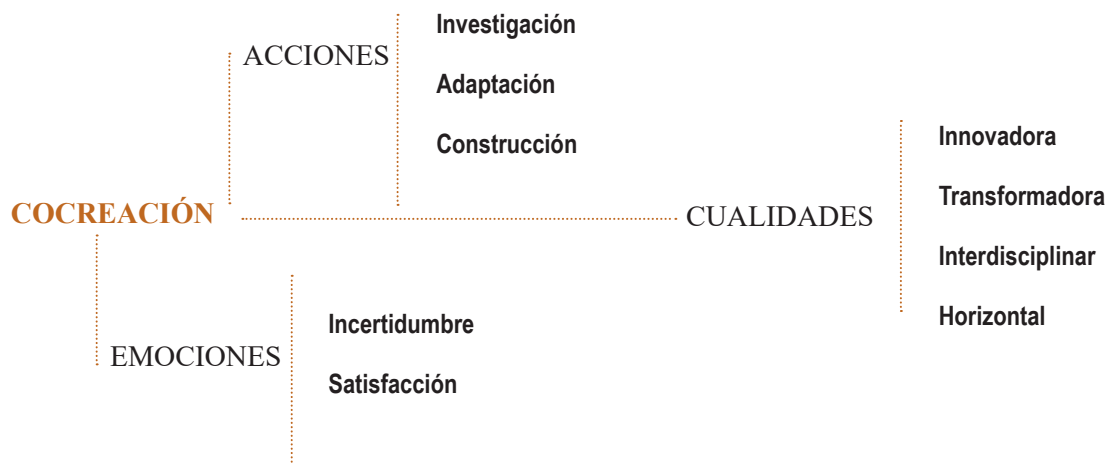 ACCIONES
Investigación
Adaptación
Construcción
COCREACIÓN
CUALIDADES
Innovadora
Transformadora
Interdisciplinar
Horizontal
EMOCIONES
Incertidumbre
Satisfacción